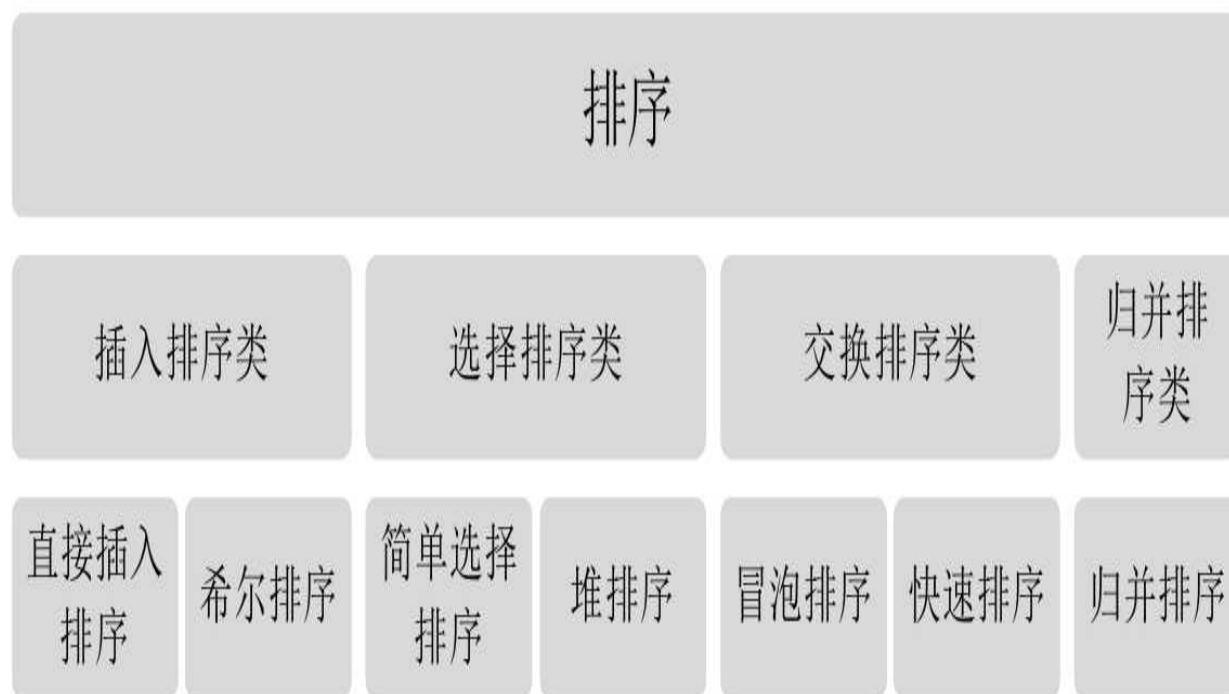 排序
插入排序类
选择排序类
交换排序类
归并排
序类
直接插入
排序
希尔排序
简单选择
排序
堆排序
冒泡排序
快速排序
归并排序